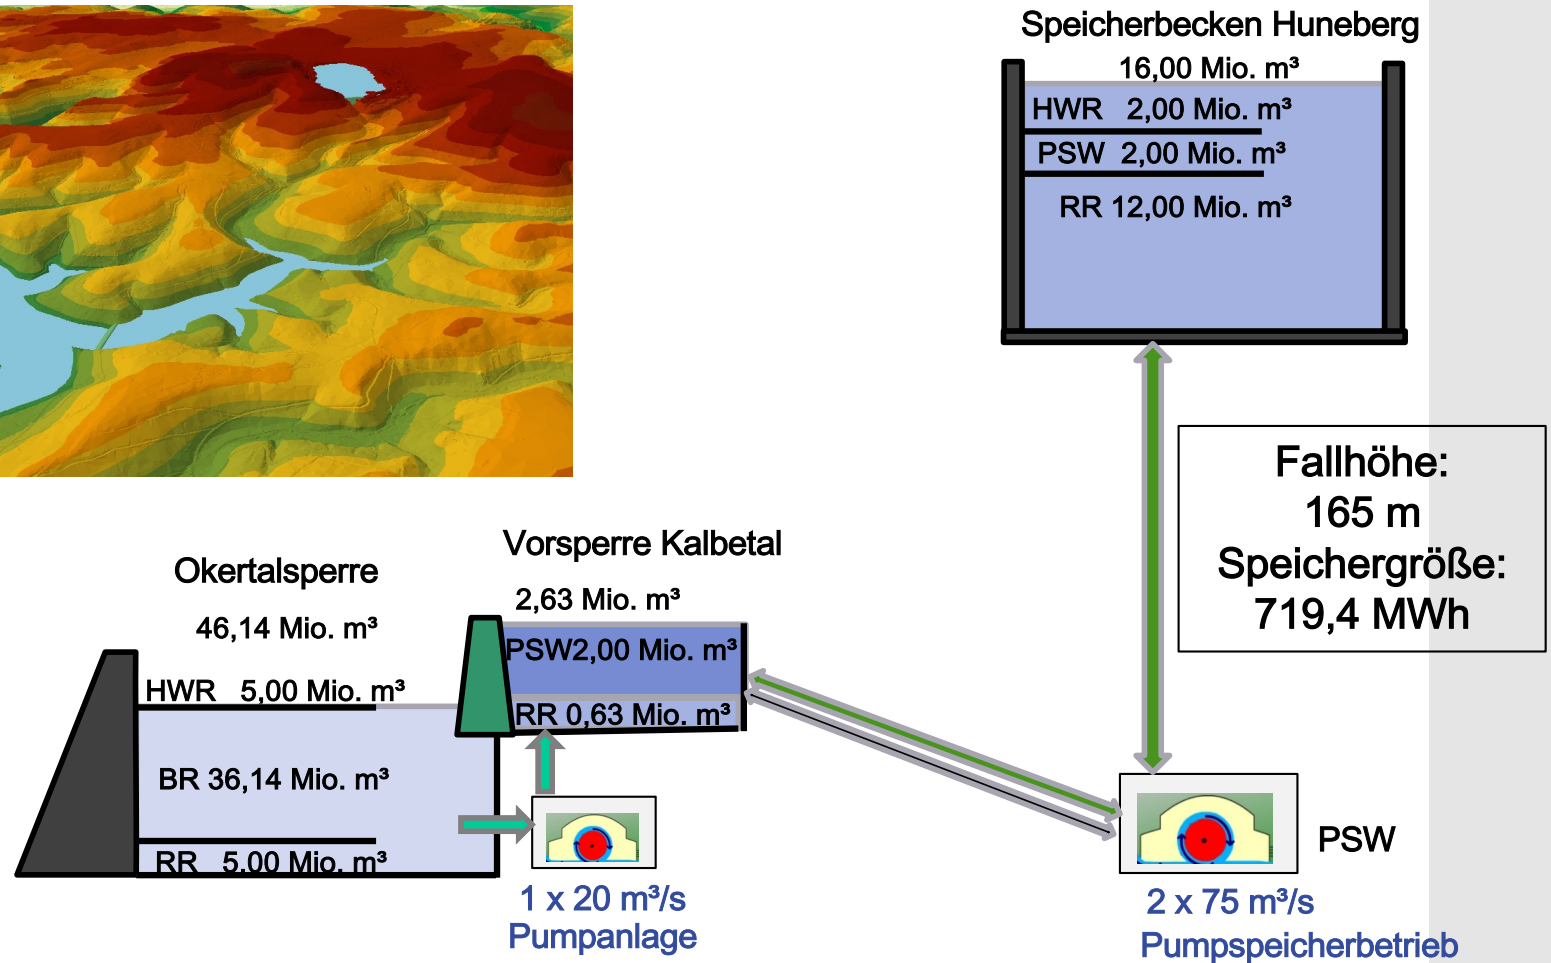 Speicherbecken Huneberg
16,00 Mio. m³
HWR 2,00 Mio. m³
PSW 2,00 Mio. m³
RR 12,00 Mio. m³
Fallhöhe:
165 m
Speichergröße:
719,4 MWh
Vorsperre Kalbetal
2,63 Mio. m³
PSW2,00 Mio. m³
RR 0,63 Mio. m³
Okertalsperre
46,14 Mio. m³
HWR 5,00 Mio. m³
BR 36,14 Mio. m³
RR 5,00 Mio. m³
1 x 20 m³/s
Pumpanlage
PSW
2 x 75 m³/s
Pumpspeicherbetrieb